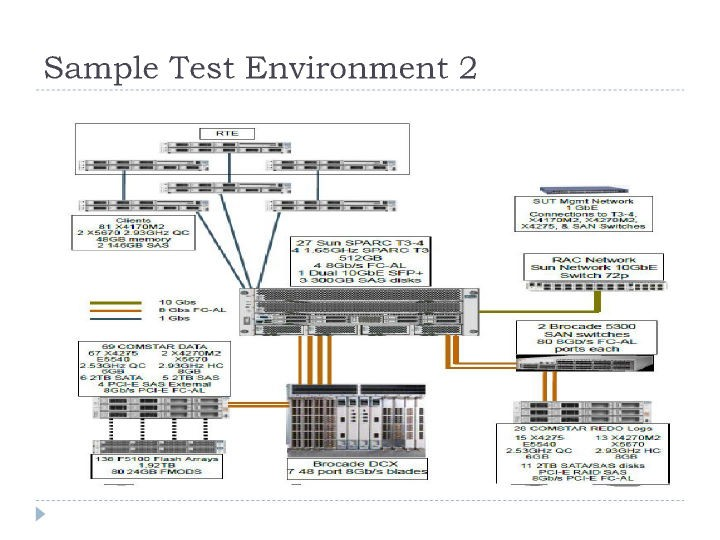 Sample Test Environment 2
RTE
Clients
81 X4170M2
2 X5670 2.93GHz QC
48GB memory
2 146GB SAS
27 Sun SPARC T3-4
4 1.65GHz SPARC T3
512GB
4 8Gb/s FC-AL
1 Dual 10GbE SFP+
3 300GB SAS disks
SUT Mgmt Network
1 GbE
Connections to T3-4,
X4170M2, X4270M2,
X4275, & SAN Switches
RAC Network
Sun Network 10GbE
Switch 72p
10 Gbs
8 Gbs FC-AL
1 Gbs
2 Brocade 5300
SAN switches
80 8Gb/s FC-AL
ports each
69 COMSTAR DATA
67 X4275 2 X4270M2
E5540 X5670
2.53GHz QC 2.93GHz HC
6GB 8GB
6 2TB SATA 5 2TB SAS
4 PCI-E SAS External
8Gb/s PCI-E FC-AL
138 F5100 Flash Arrays
1.92TB
80 24GB FMODS
Brocade DCX
7 48 port 8Gb/s blades
28 COMSTAR REDO Logs
15 X4275 13 X4270M2
E5540 X5670
2.53GHz QC 2.93GHz HC
6GB 8GB
11 2TB SATA/SAS disks
PCI-E RAID SAS
8Gb/s PCI-E FC-AL